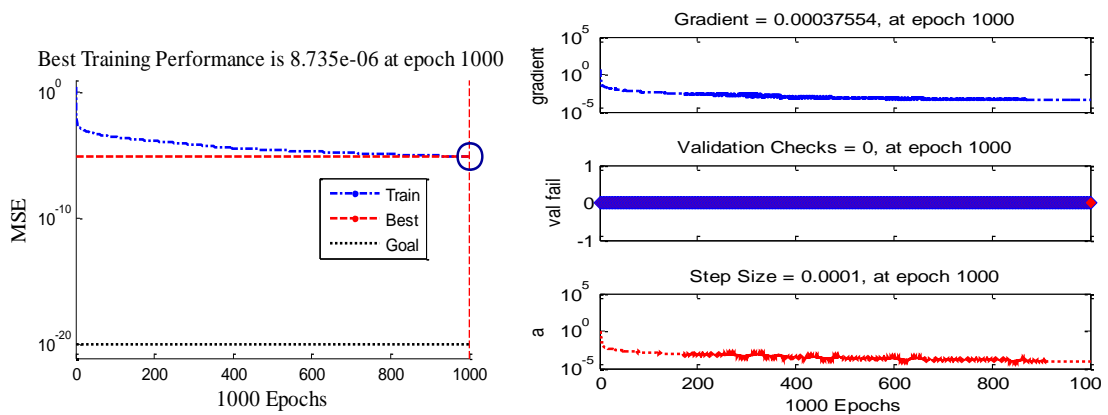 Best Training Performance is 8.735e-06 at epoch 1000
10^0
10^-10
10^-20
MSE
Train
Best
Goal
0 200 400 600 800 1000
1000 Epochs
Gradient = 0.00037554, at epoch 1000
10^5
10^0
10^-5
gradient
Validation Checks = 0, at epoch 1000
1
0
-1
val fail
Step Size = 0.0001, at epoch 1000
10^5
10^0
10^-5
a
0 200 400 600 800 100
1000 Epochs